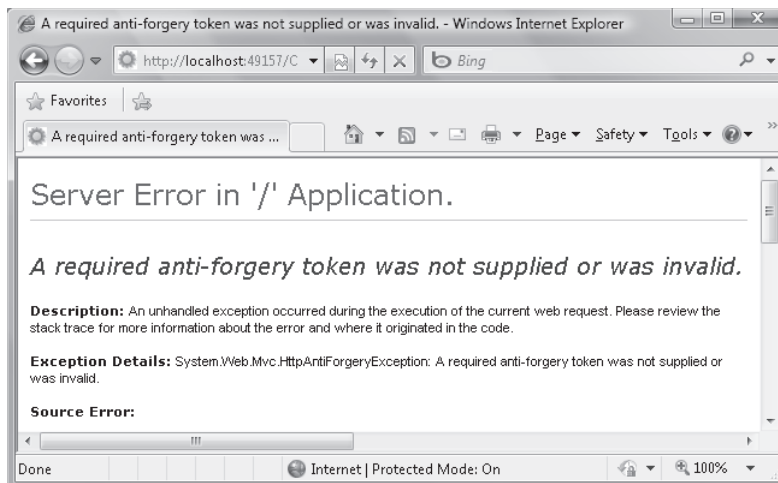 A required anti-forgery token was not supplied or was invalid. - Windows Internet Explorer
http://localhost:49157/C
Bing
Favorites
A required anti-forgery token was ...
Page
Safety
Tools
Server Error in '/' Application.
A required anti-forgery token was not supplied or was invalid.
Description: An unhandled exception occurred during the execution of the current web request. Please review the
stack trace for more information about the error and where it originated in the code.
Exception Details: System.Web.Mvc.HttpAntiForgeryException: A required anti-forgery token was not supplied or
was invalid.
Source Error:
Done
Internet | Protected Mode: On
100%